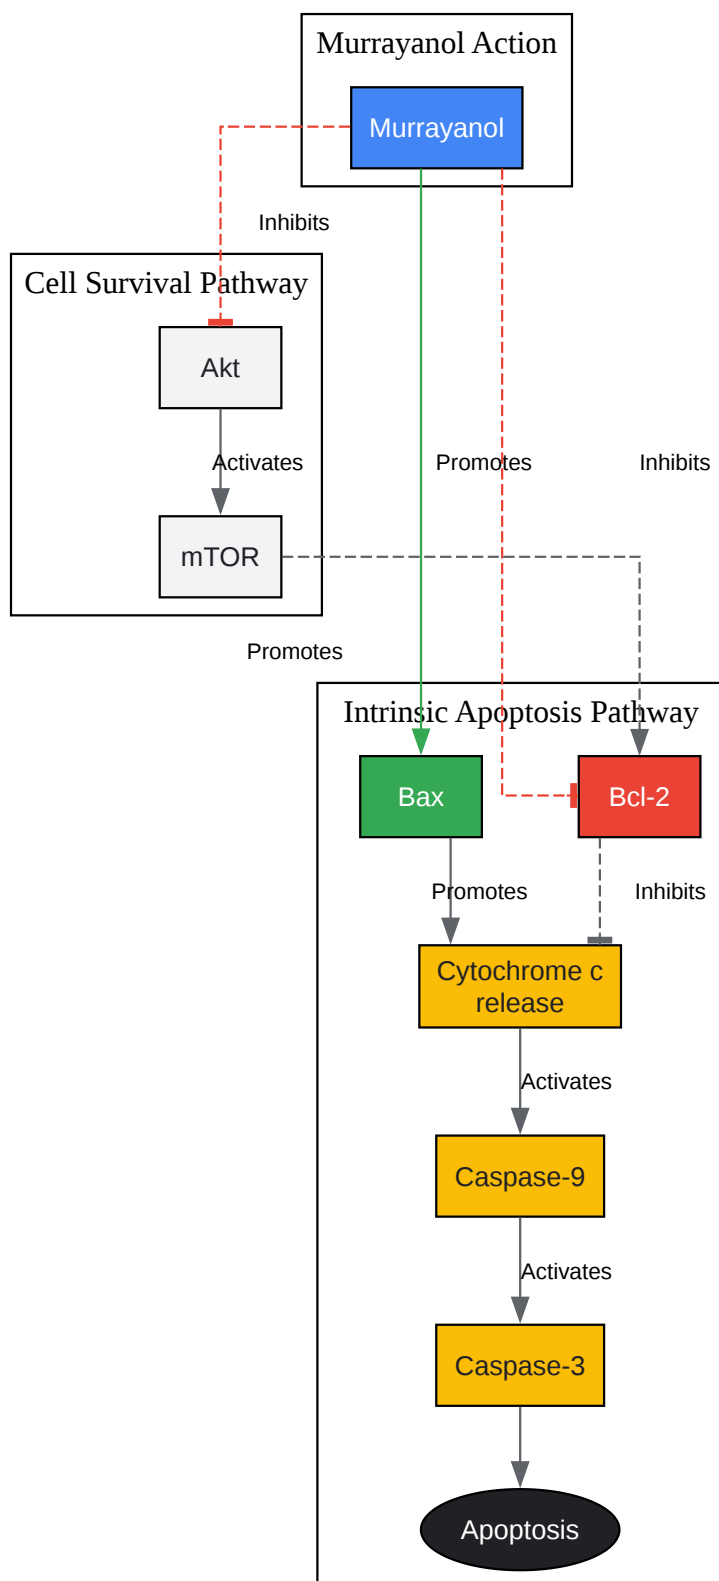 Murrayanol Action
Murrayanol
Inhibits
Cell Survival Pathway
Akt
Activates
Promotes
Inhibits
mTOR
Promotes
Intrinsic Apoptosis Pathway
Bax
Bcl-2
Promotes
Inhibits
Cytochrome c
release
Activates
Caspase-9
Activates
Caspase-3
Apoptosis